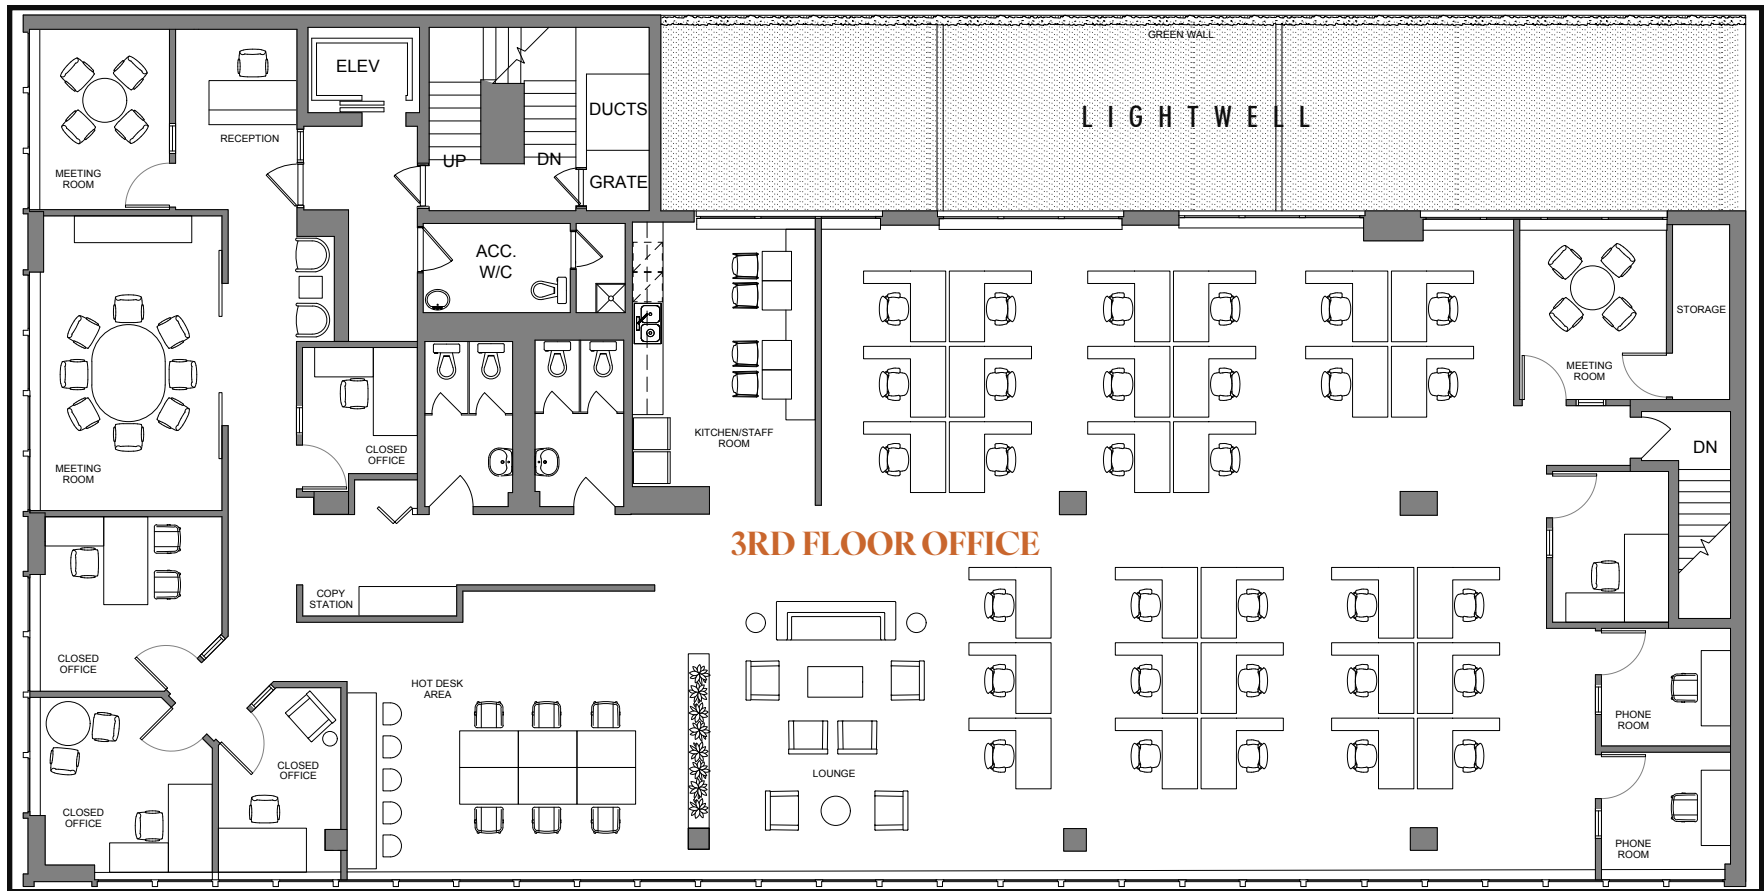 GREEN WALL
ELEV
DUCTS
LIGHTWELL
RECEPTION
UP
DN
MEETING
ROOM
GRATE
ACC.
W/C
STORAGE
MEETING
ROOM
KITCHEN/STAFF
ROOM
CLOSED
OFFICE
DN
MEETING
ROOM
3RD FLOOR OFFICE
COPY
STATION
CLOSED
OFFICE
HOT DESK
AREA
PHONE
ROOM
CLOSED
OFFICE
LOUNGE
CLOSED
OFFICE
PHONE
ROOM